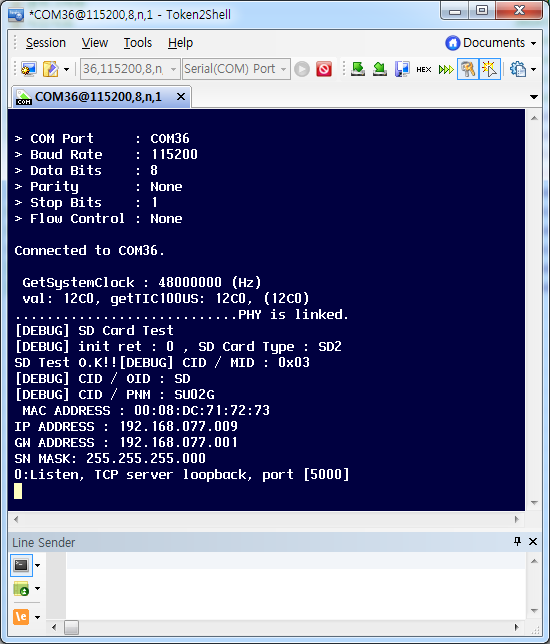 *COM36@115200,8,n,1 - Token2Shell
Session View Tools Help Documents
36,115200,8,n, Serial(COM) Port HEX
COM36@115200,8,n,1
> COM Port : COM36
> Baud Rate : 115200
> Data Bits : 8
> Parity : None
> Stop Bits : 1
> Flow Control : None
Connected to COM36.
GetSystemClock : 48000000 (Hz)
val: 12C0, getTIC100US: 12C0, (12C0)
............................PHY is linked.
[DEBUG] SD Card Test
[DEBUG] init ret : 0 , SD Card Type : SD2
SD Test O.K!![DEBUG] CID / MID : 0x03
[DEBUG] CID / OID : SD
[DEBUG] CID / PNM : SU02G
MAC ADDRESS : 00:08:DC:71:72:73
IP ADDRESS : 192.168.077.009
GW ADDRESS : 192.168.077.001
SN MASK: 255.255.255.000
0:Listen, TCP server loopback, port [5000]
Line Sender
\e